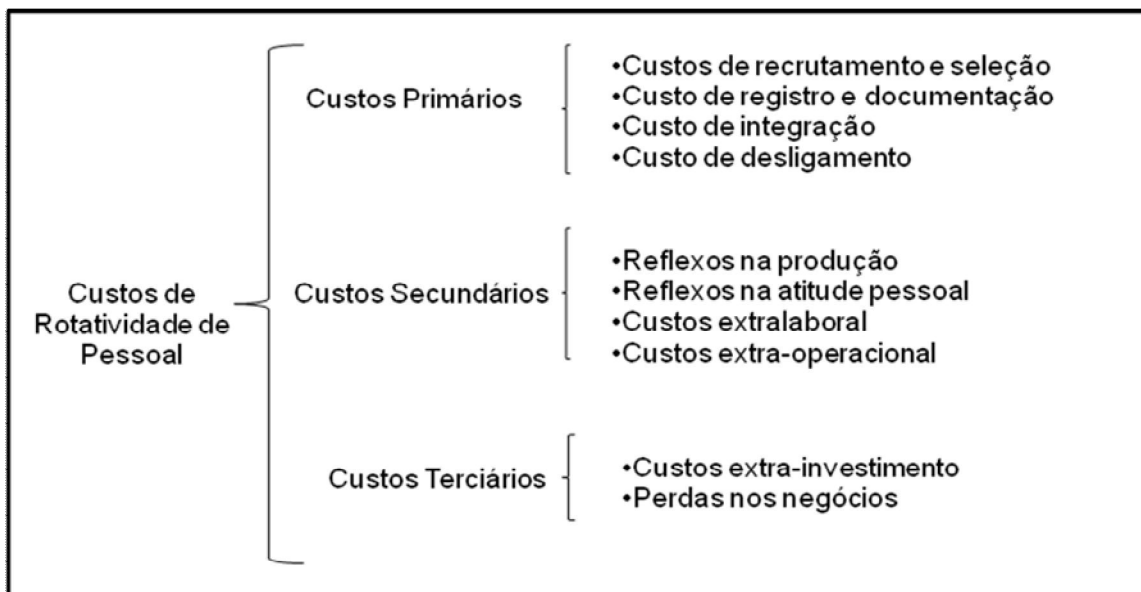 Custos de
Rotatividade de
Pessoal
Custos Primários
•Custos de recrutamento e seleção
•Custo de registro e documentação
•Custo de integração
•Custo de desligamento
Custos Secundários
•Reflexos na produção
•Reflexos na atitude pessoal
•Custos extralaboral
•Custos extra-operacional
Custos Terciários
•Custos extra-investimento
•Perdas nos negócios